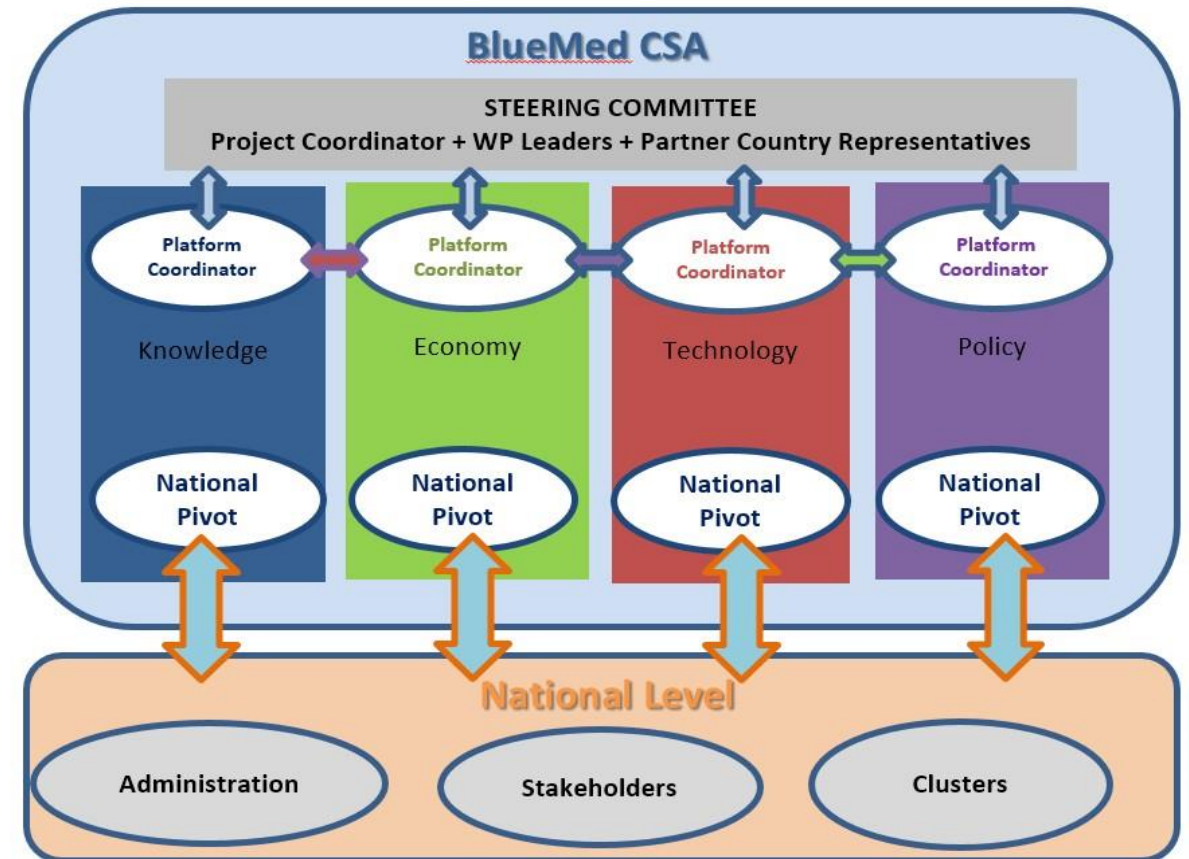 BlueMed CSA
STEERING COMMITTEE
Project Coordinator + WP Leaders + Partner Country Representatives
Platform
Coordinator
Platform
Coordinator
Platform
Coordinator
Platform
Coordinator
Knowledge
Economy
Technology
Policy
National
Pivot
National
Pivot
National
Pivot
National
Pivot
National Level
Administration
Stakeholders
Clusters